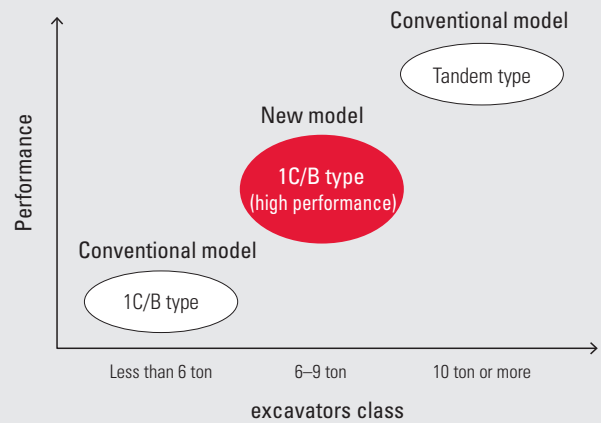 Conventional model
Tandem type
New model
1C/B type
(high performance)
Conventional model
1C/B type
Performance
Less than 6 ton
6–9 ton
10 ton or more
excavators class